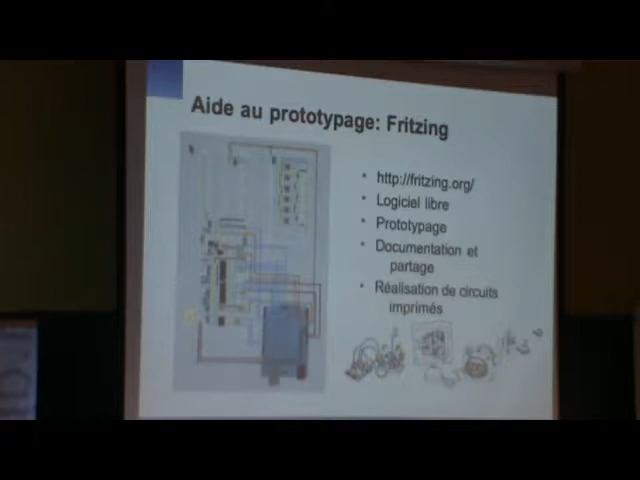 Aide au prototypage: Fritzing
• http://fritzing.org/
• Logiciel libre
• Prototypage
• Documentation et
partage
• Réalisation de circuits
imprimés